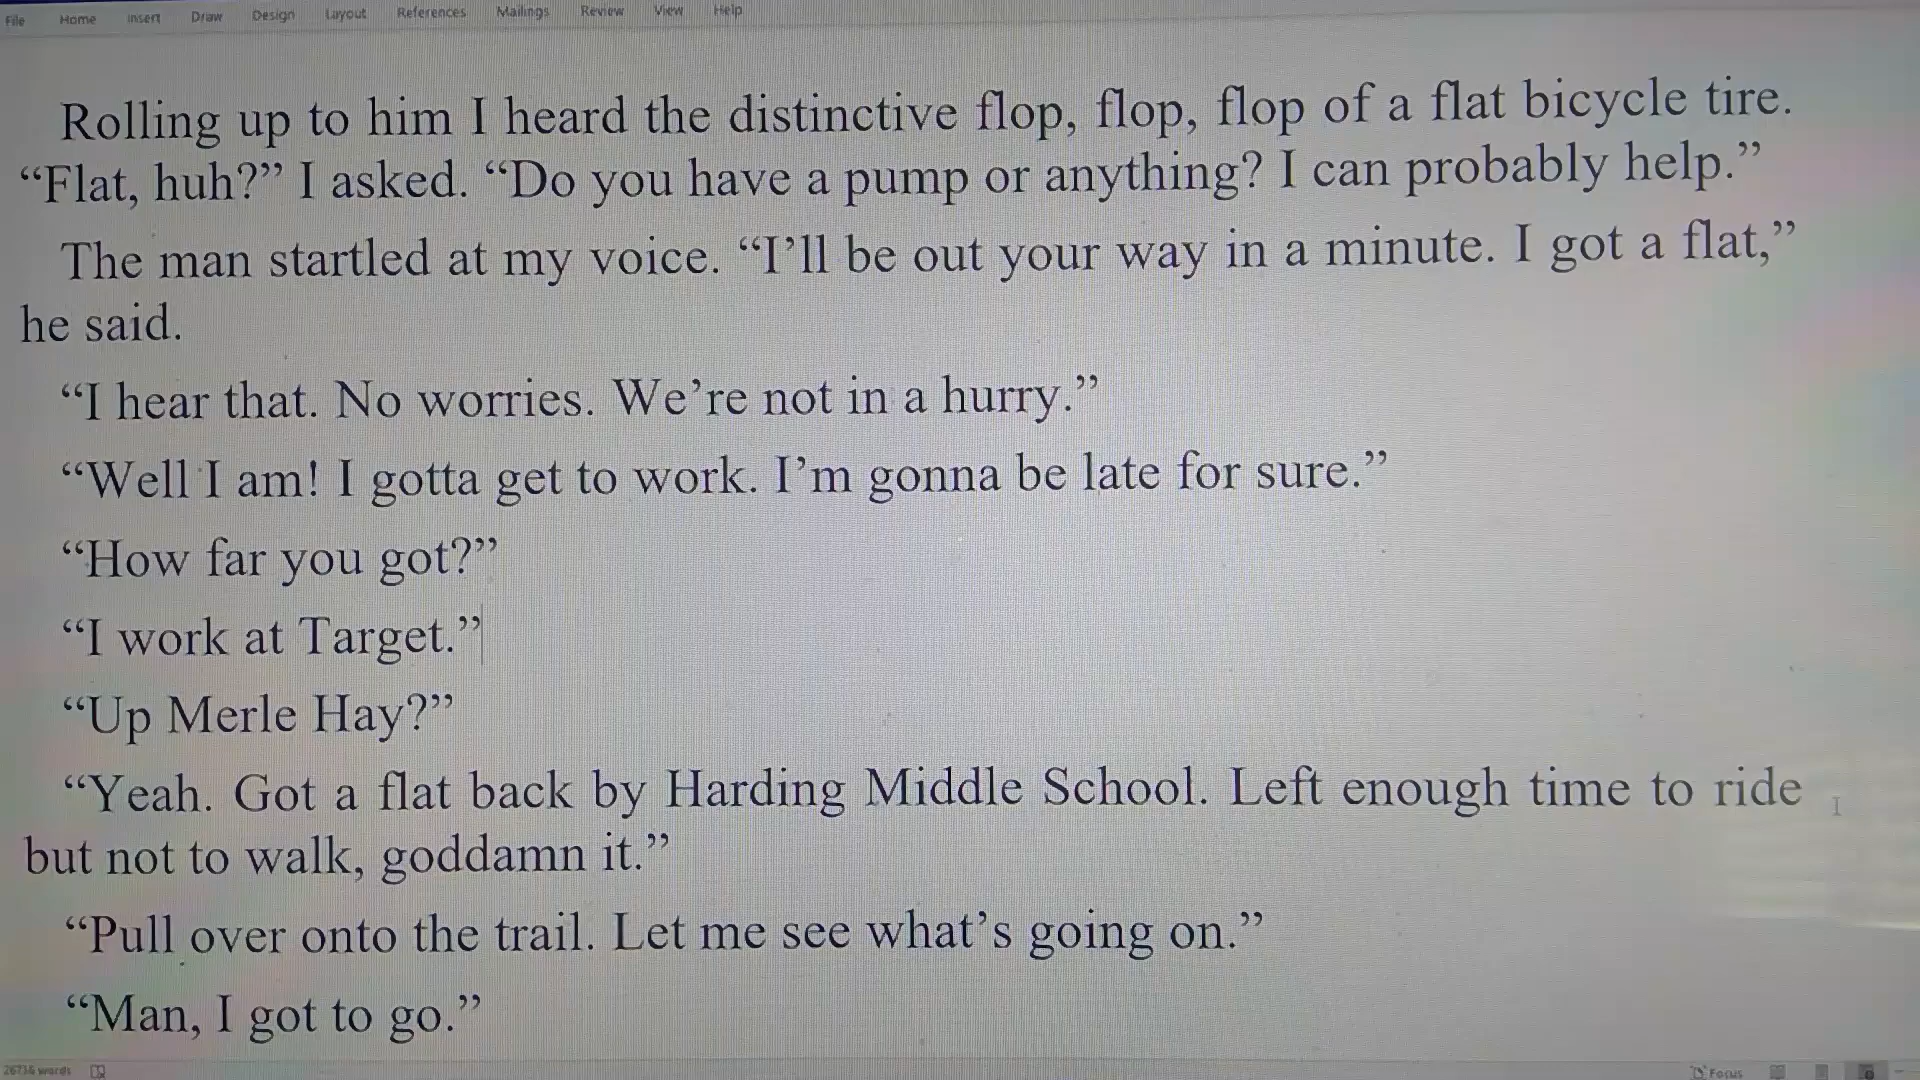 File Home Insert Draw Design Layout References Mailings Review View Help
Rolling up to him I heard the distinctive flop, flop, flop of a flat bicycle tire.
“Flat, huh?” I asked. “Do you have a pump or anything? I can probably help.”
The man startled at my voice. “I’ll be out your way in a minute. I got a flat,”
he said.
“I hear that. No worries. We’re not in a hurry.”
“Well I am! I gotta get to work. I’m gonna be late for sure.”
“How far you got?”
“I work at Target.”
“Up Merle Hay?”
“Yeah. Got a flat back by Harding Middle School. Left enough time to ride
but not to walk, goddamn it.”
“Pull over onto the trail. Let me see what’s going on.”
“Man, I got to go.”
words Focus